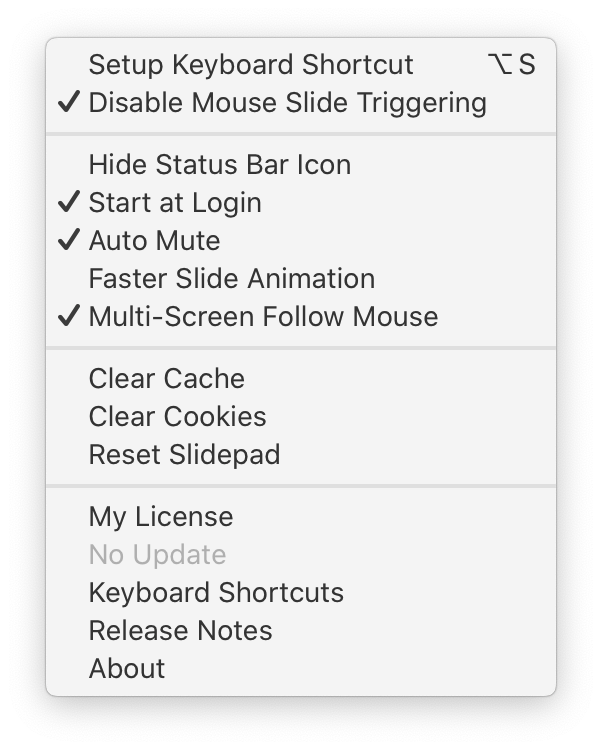 Setup Keyboard Shortcut ⌥ S
✓ Disable Mouse Slide Triggering
Hide Status Bar Icon
✓ Start at Login
✓ Auto Mute
Faster Slide Animation
✓ Multi-Screen Follow Mouse
Clear Cache
Clear Cookies
Reset Slidepad
My License
No Update
Keyboard Shortcuts
Release Notes
About